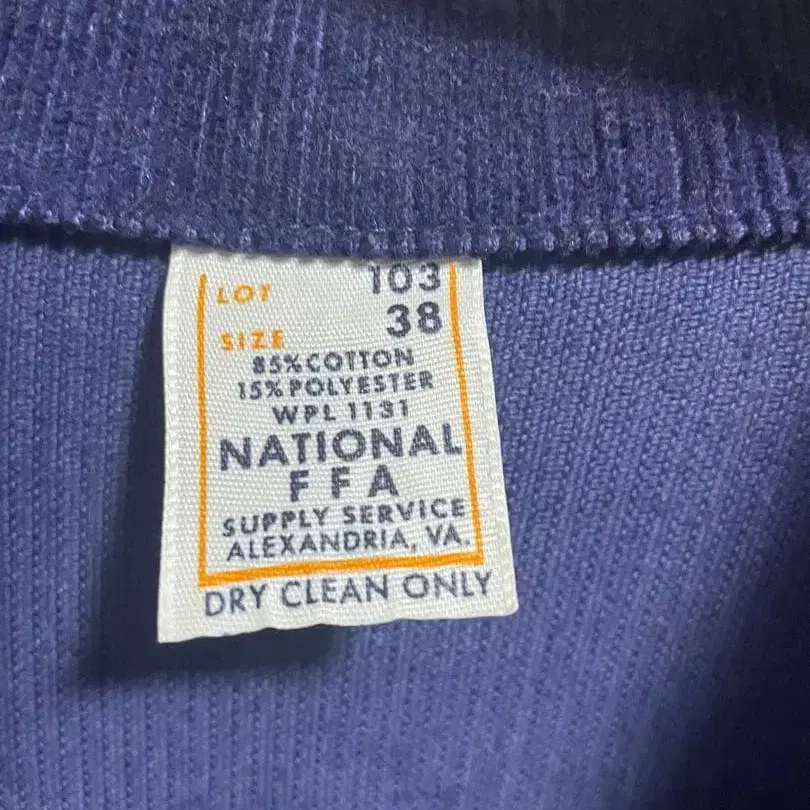 LOT 103
SIZE 38
85% COTTON
15% POLYESTER
WPL 1131
NATIONAL
FFA
SUPPLY SERVICE
ALEXANDRIA, VA.
DRY CLEAN ONLY